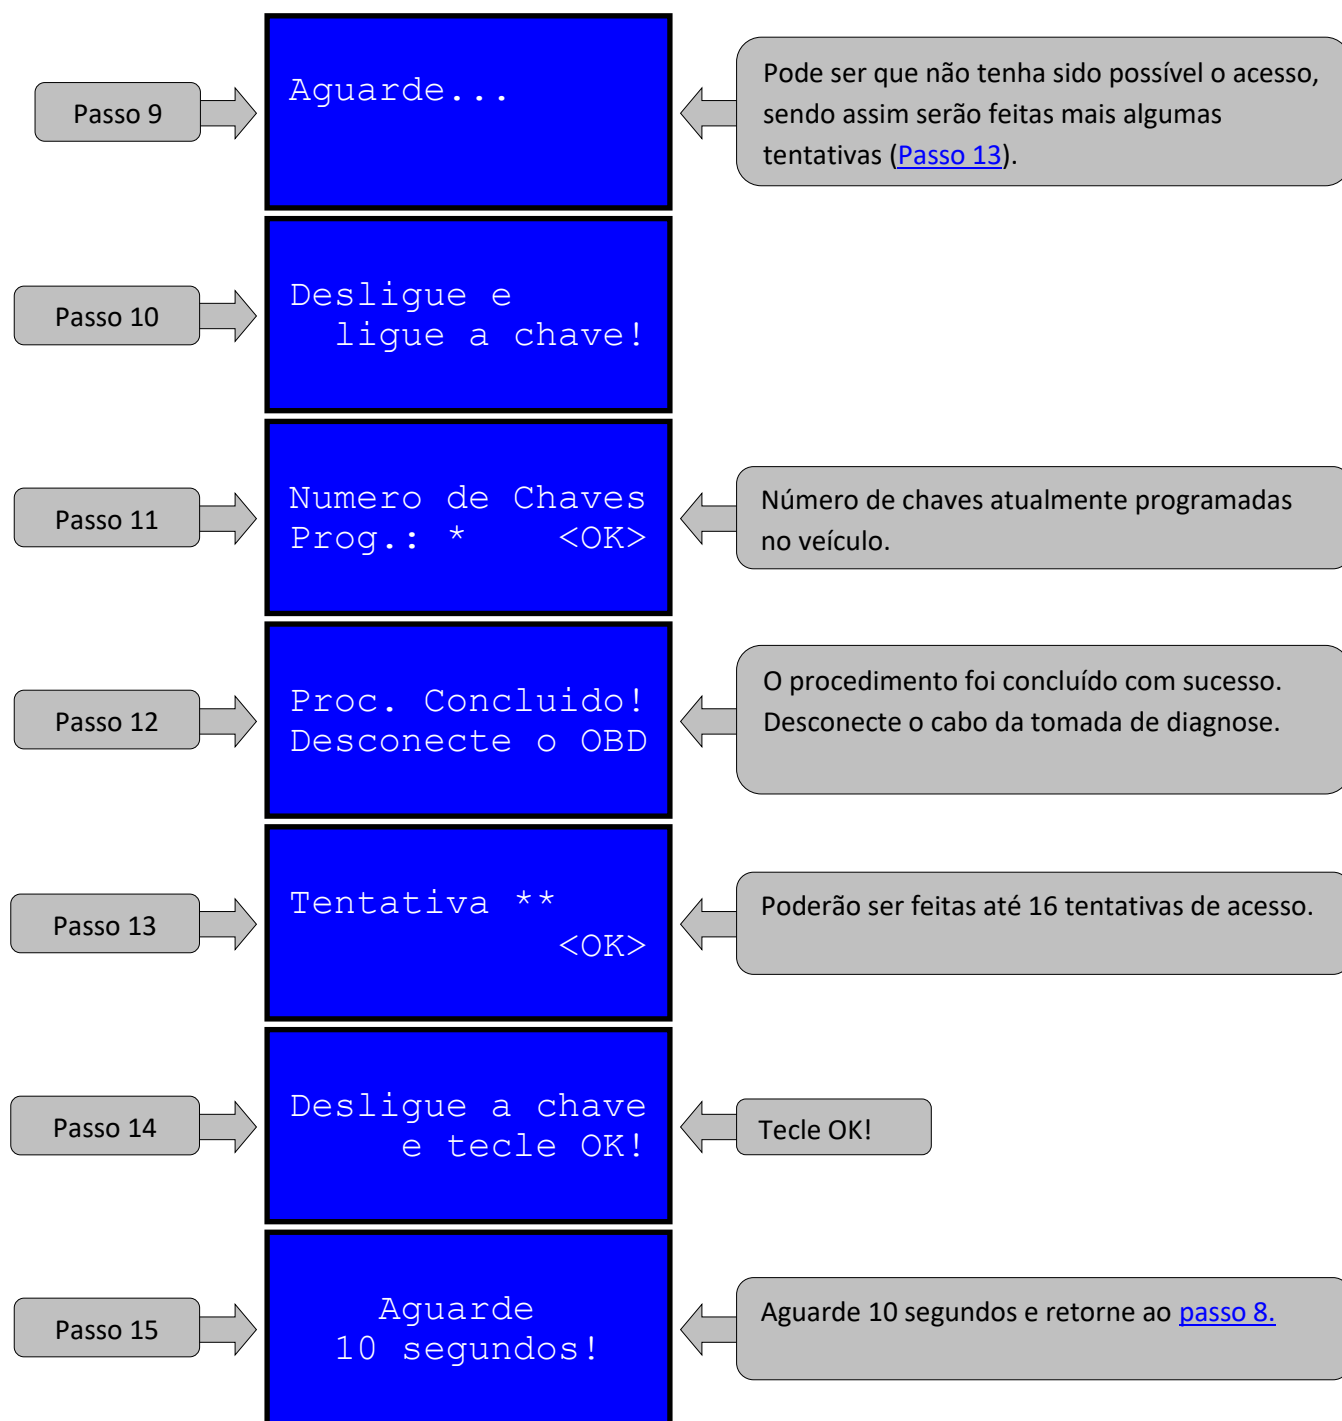 Passo 9
Aguarde...
Pode ser que não tenha sido possível o acesso,
sendo assim serão feitas mais algumas
tentativas (Passo 13).
Passo 10
Desligue e
ligue a chave!
Passo 11
Numero de Chaves
Prog.: * <OK>
Número de chaves atualmente programadas
no veículo.
Passo 12
Proc. Concluido!
Desconecte o OBD
O procedimento foi concluído com sucesso.
Desconecte o cabo da tomada de diagnose.
Passo 13
Tentativa **
<OK>
Poderão ser feitas até 16 tentativas de acesso.
Passo 14
Desligue a chave
e tecle OK!
Tecle OK!
Passo 15
Aguarde
10 segundos!
Aguarde 10 segundos e retorne ao passo 8.